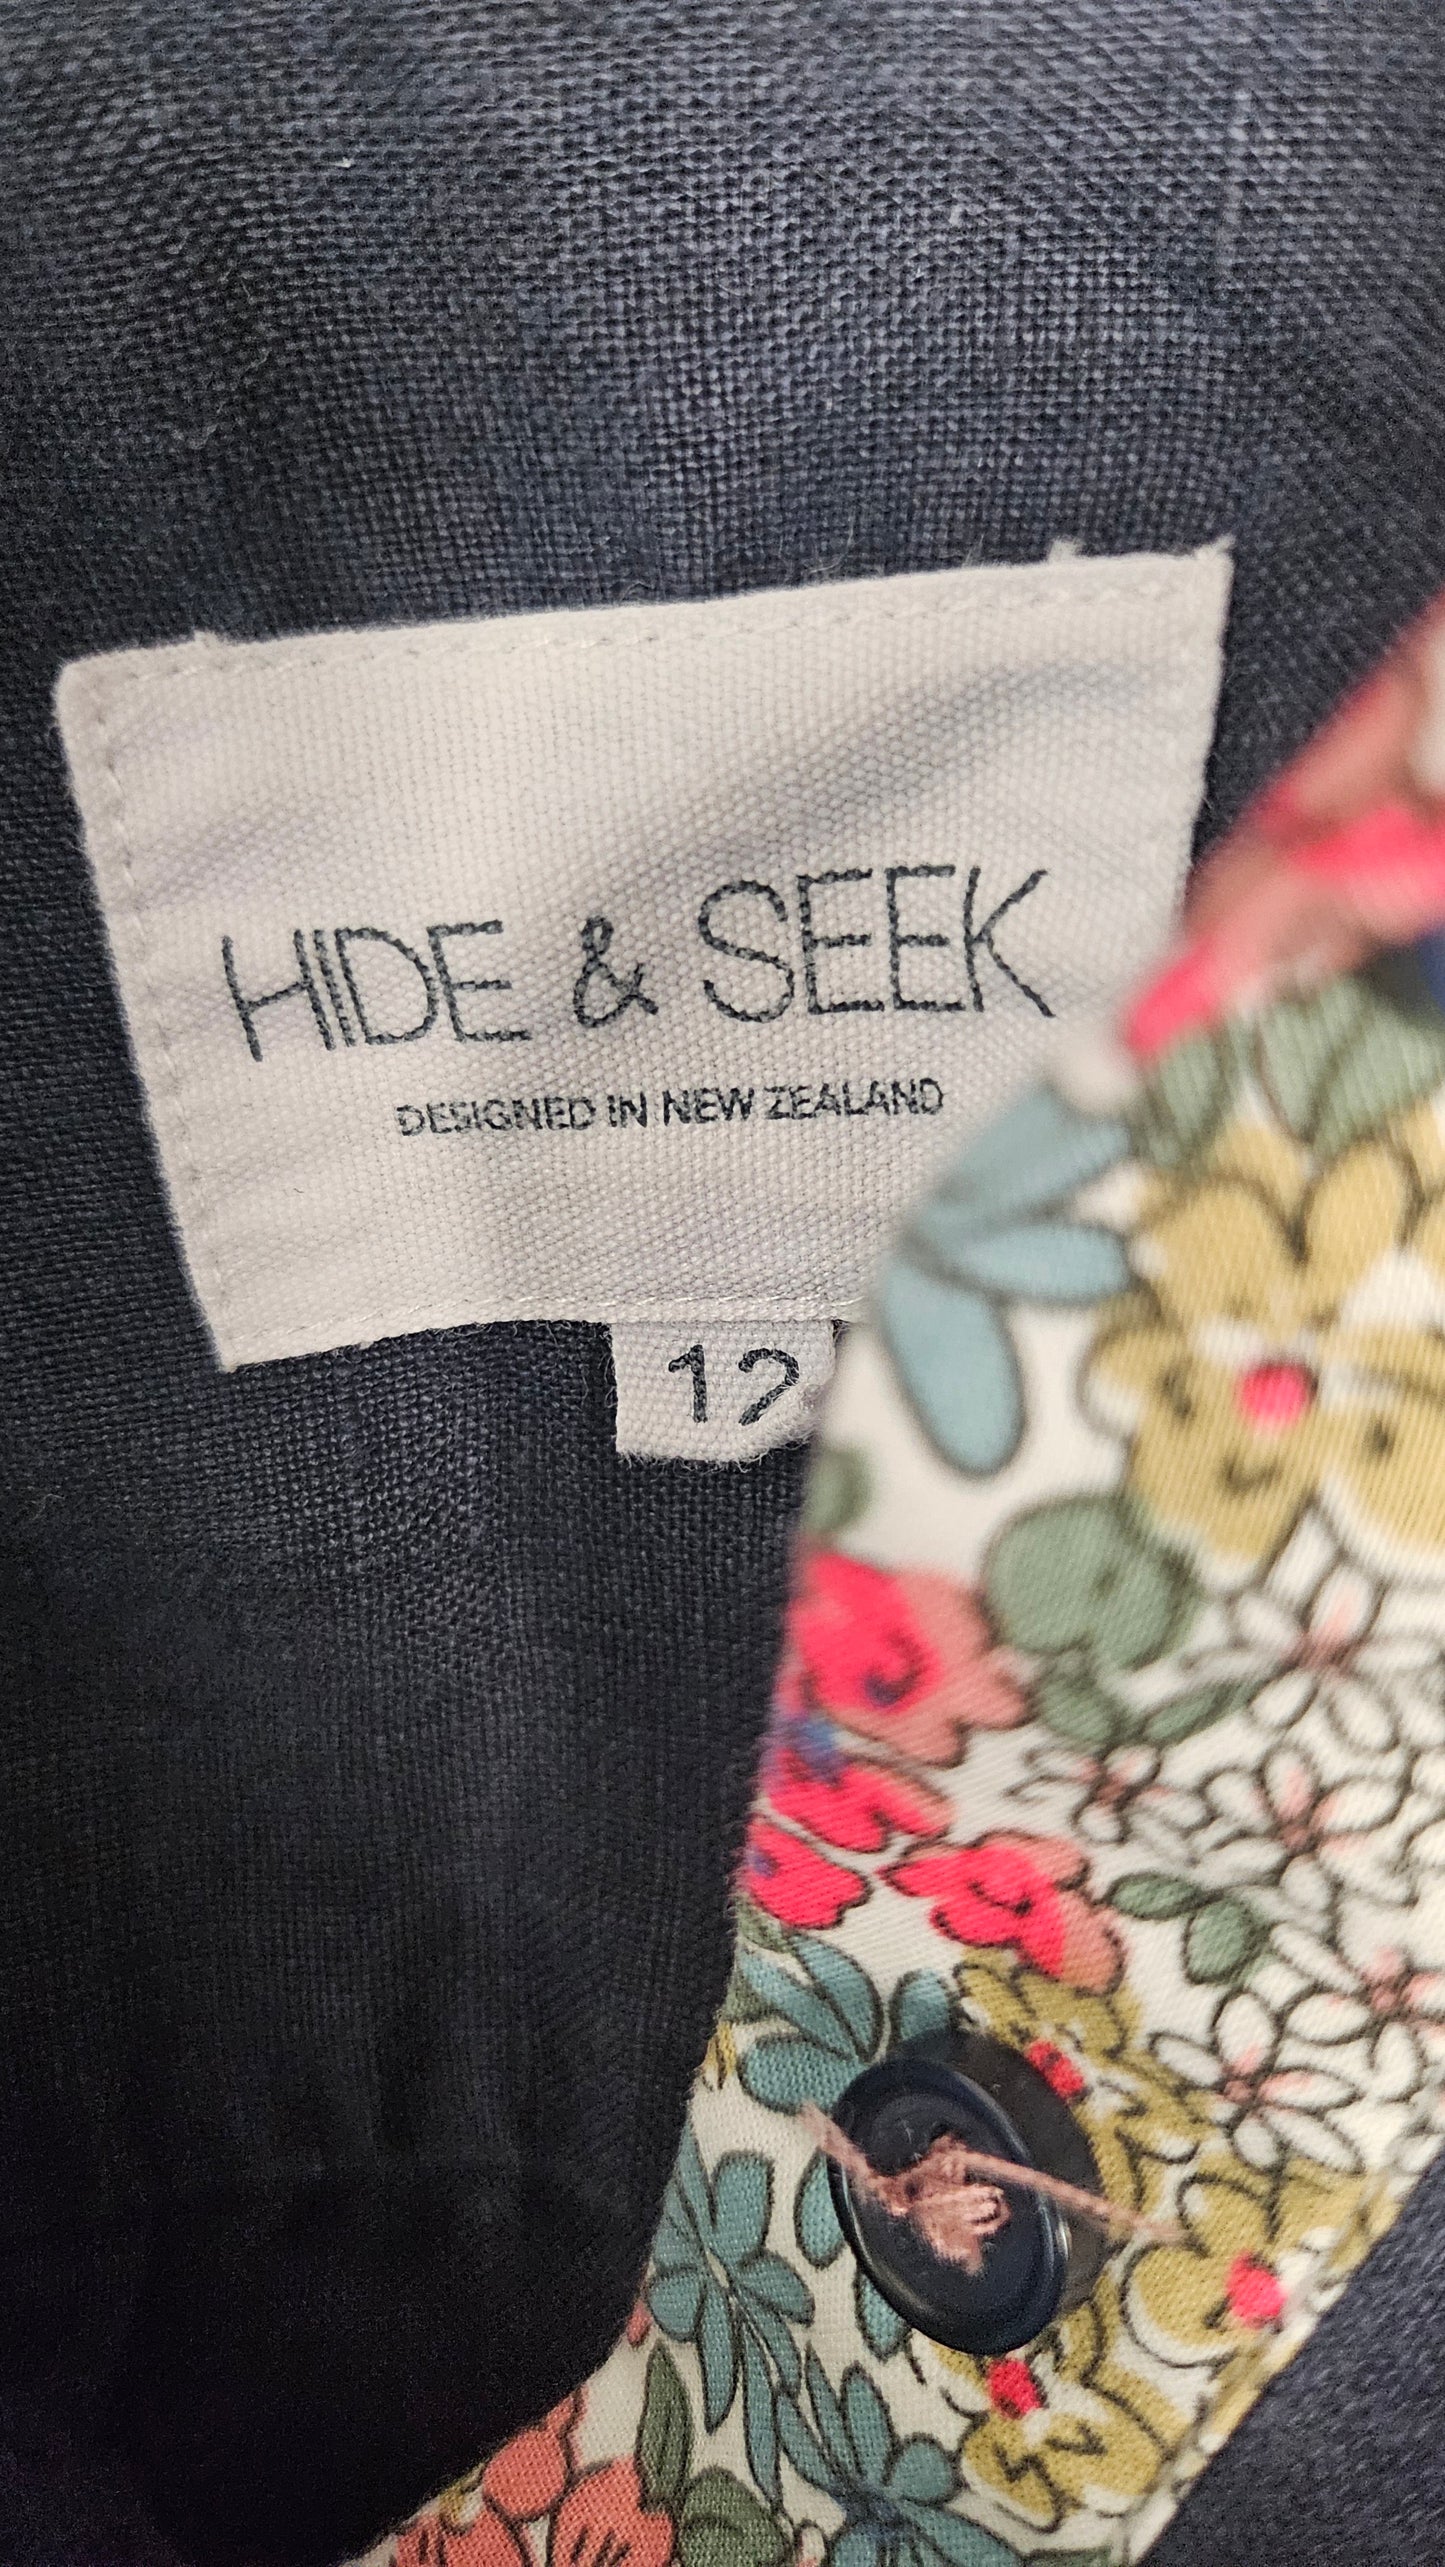 HIDE & SEEK
DESIGNED IN NEW ZEALAND
12